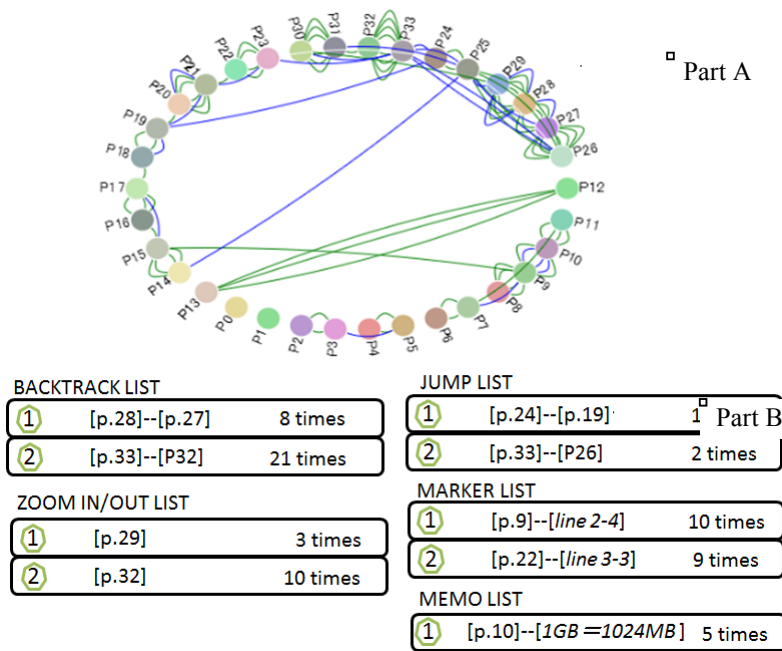 P30
P31
P32
P33
P24
P25
P29
P28
P27
P26
P12
P11
P10
P9
P8
P7
P6
P5
P4
P3
P2
P1
P0
P13
P14
P15
P16
P17
P18
P19
P20
P21
P22
P23
Part A
BACKTRACK LIST
1 [p.28]--[p.27] 8 times
2 [p.33]--[P32] 21 times
ZOOM IN/OUT LIST
1 [p.29] 3 times
2 [p.32] 10 times
JUMP LIST
1 [p.24]--[p.19] 1
Part B
2 [p.33]--[P26] 2 times
MARKER LIST
1 [p.9]--[line 2-4] 10 times
2 [p.22]--[line 3-3] 9 times
MEMO LIST
1 [p.10]--[1GB=1024MB] 5 times